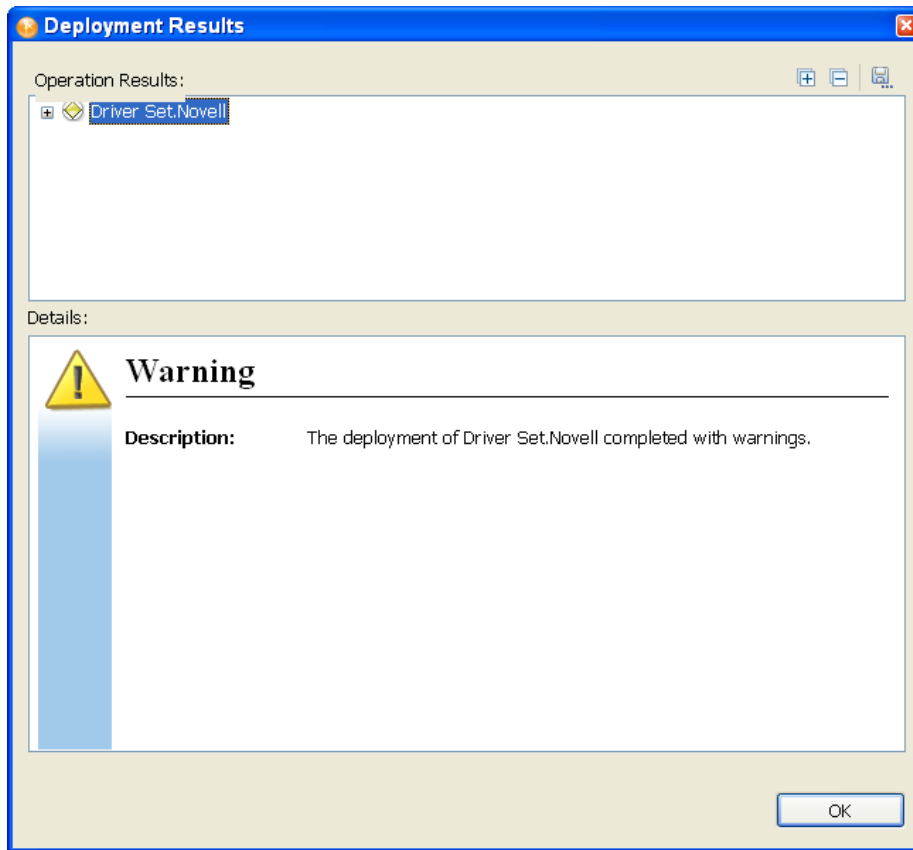 Deployment Results
Operation Results:
Driver Set.Novell
Details:
Warning
Description: The deployment of Driver Set.Novell completed with warnings.
OK